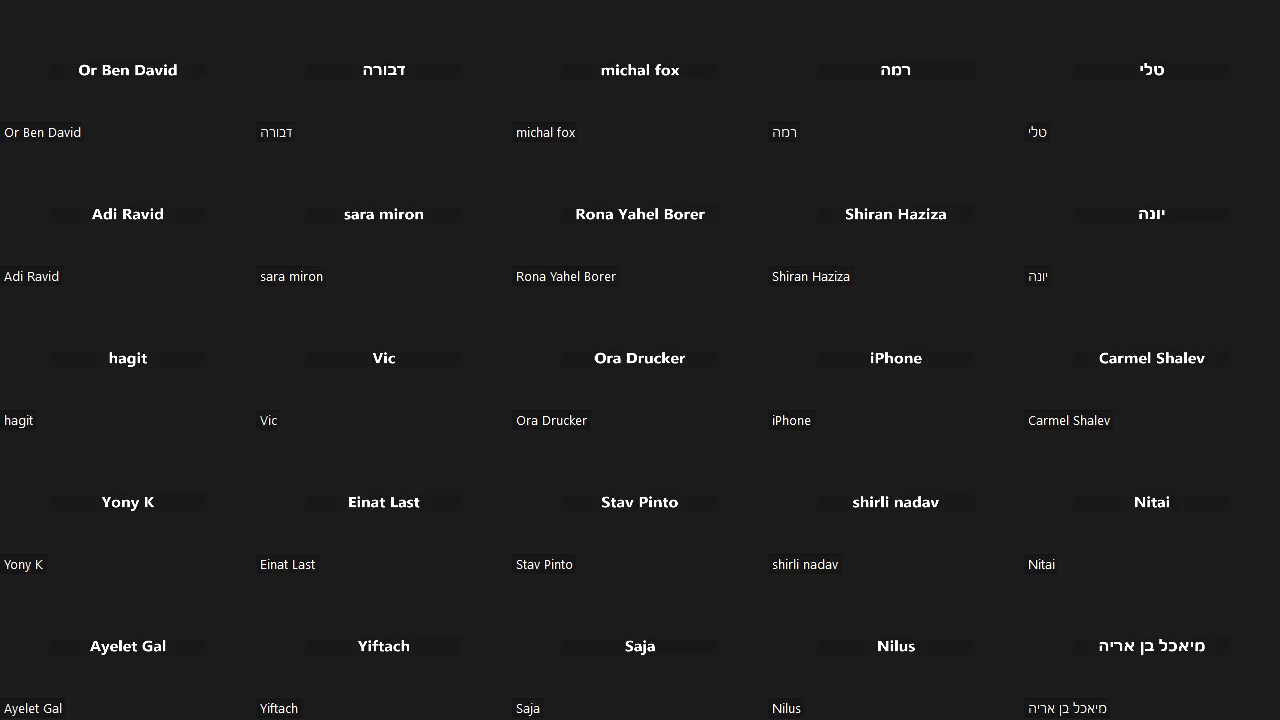 Or Ben David
דבורה
michal fox
רמה
טלי
Or Ben David
דבורה
michal fox
רמה
טלי
Adi Ravid
sara miron
Rona Yahel Borer
Shiran Haziza
יונה
Adi Ravid
sara miron
Rona Yahel Borer
Shiran Haziza
יונה
hagit
Vic
Ora Drucker
iPhone
Carmel Shalev
hagit
Vic
Ora Drucker
iPhone
Carmel Shalev
Yony K
Einat Last
Stav Pinto
shirli nadav
Nitai
Yony K
Einat Last
Stav Pinto
shirli nadav
Nitai
Ayelet Gal
Yiftach
Saja
Nilus
מיאכל בן אריה
Ayelet Gal
Yiftach
Saja
Nilus
מיאכל בן אריה